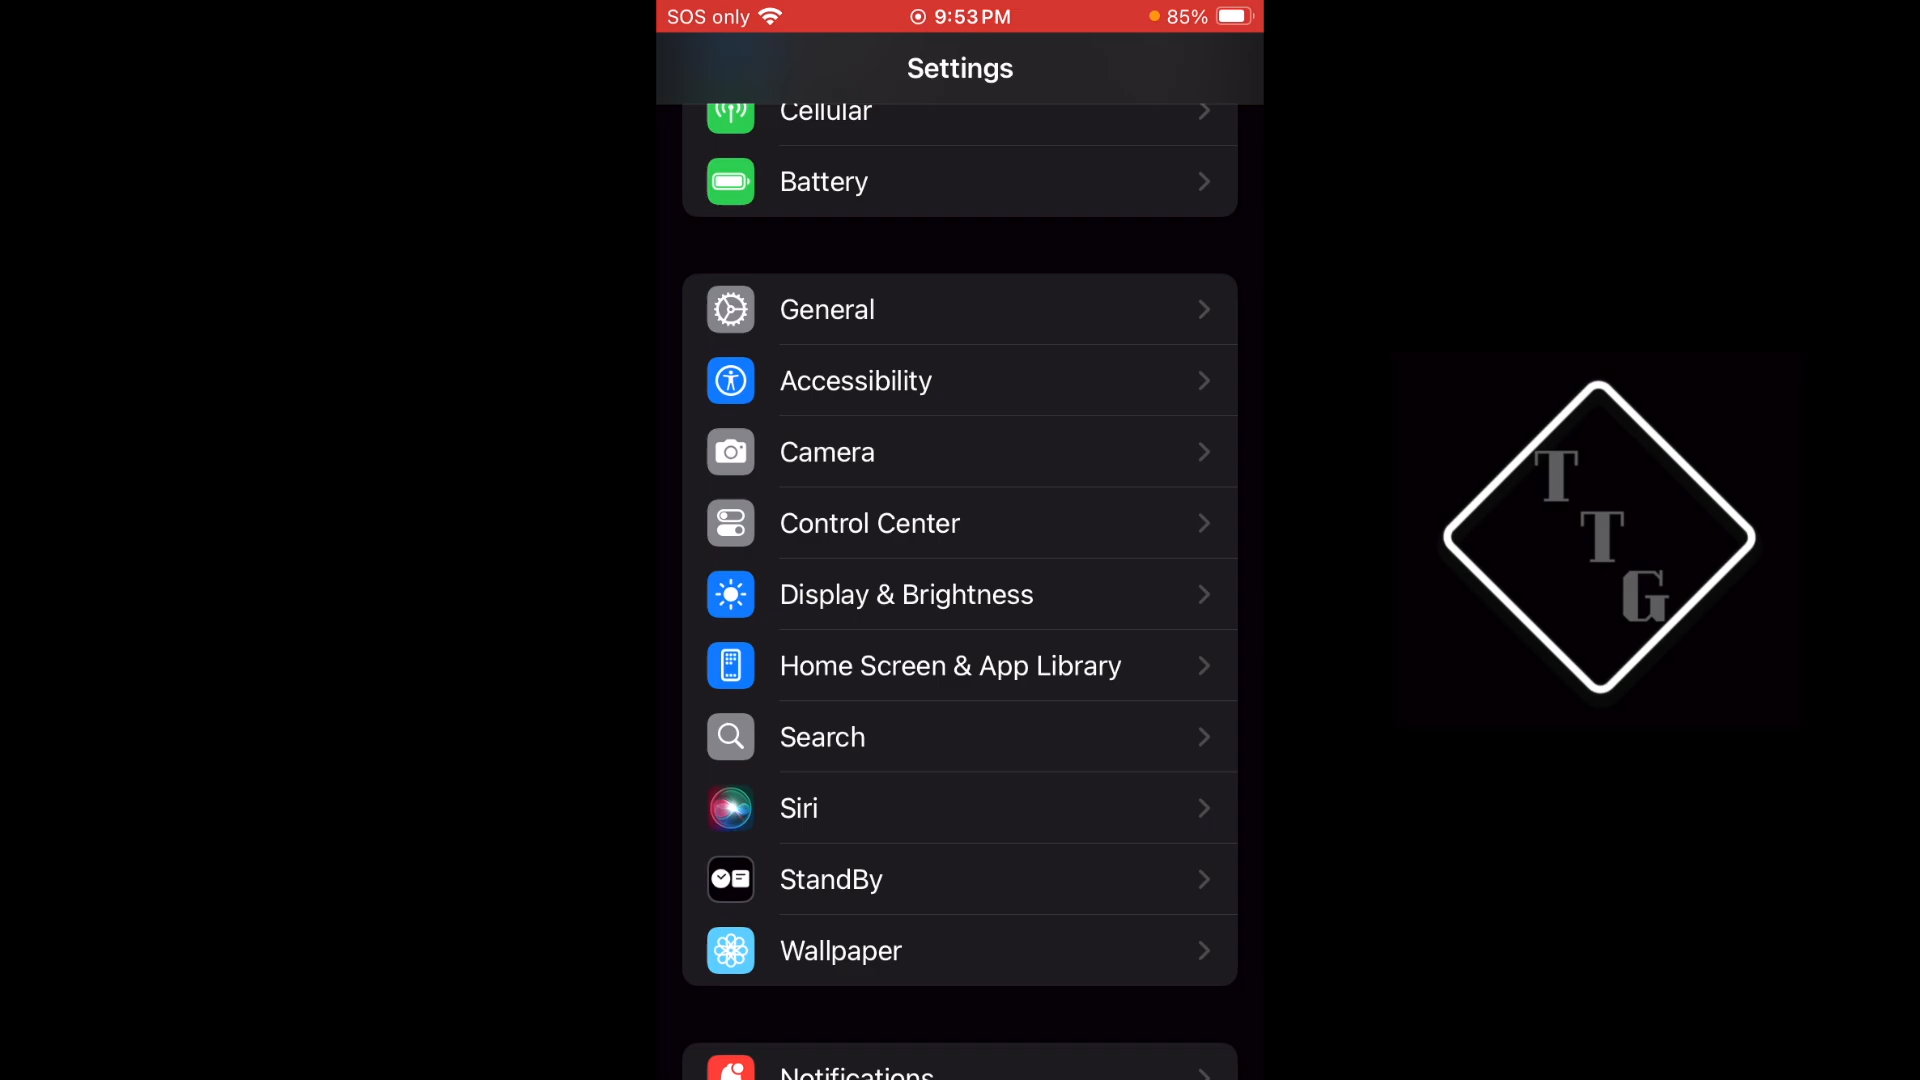 SOS only 9:53 PM 85%
Settings
Cellular
Battery
General
Accessibility
Camera
Control Center
Display & Brightness
Home Screen & App Library
Search
Siri
StandBy
Wallpaper
Notifications
T
T
G